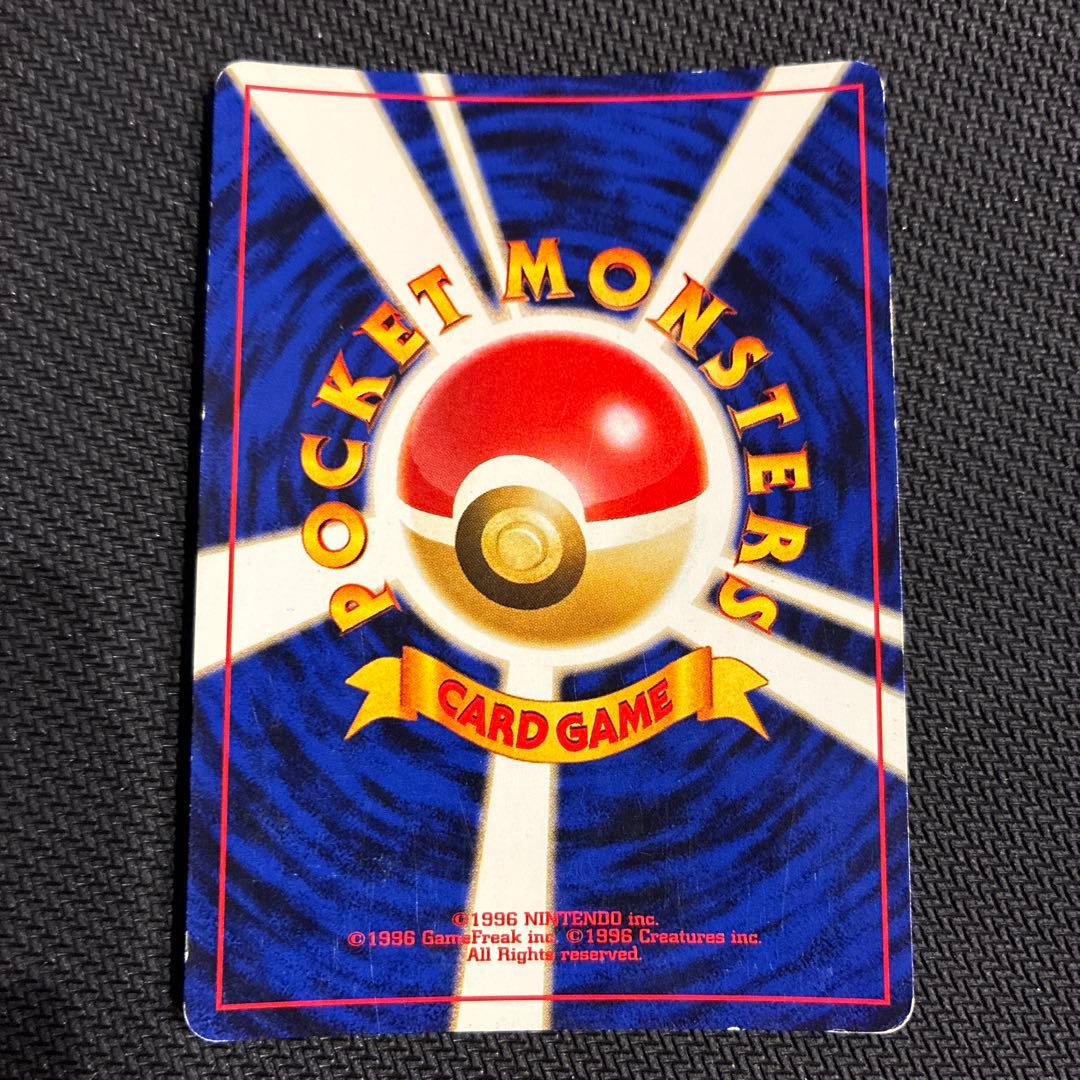 POCKET MONSTERS
CARD GAME
©1996 NINTENDO inc.
©1996 GameFreak inc. ©1996 Creatures inc.
All Rights reserved.